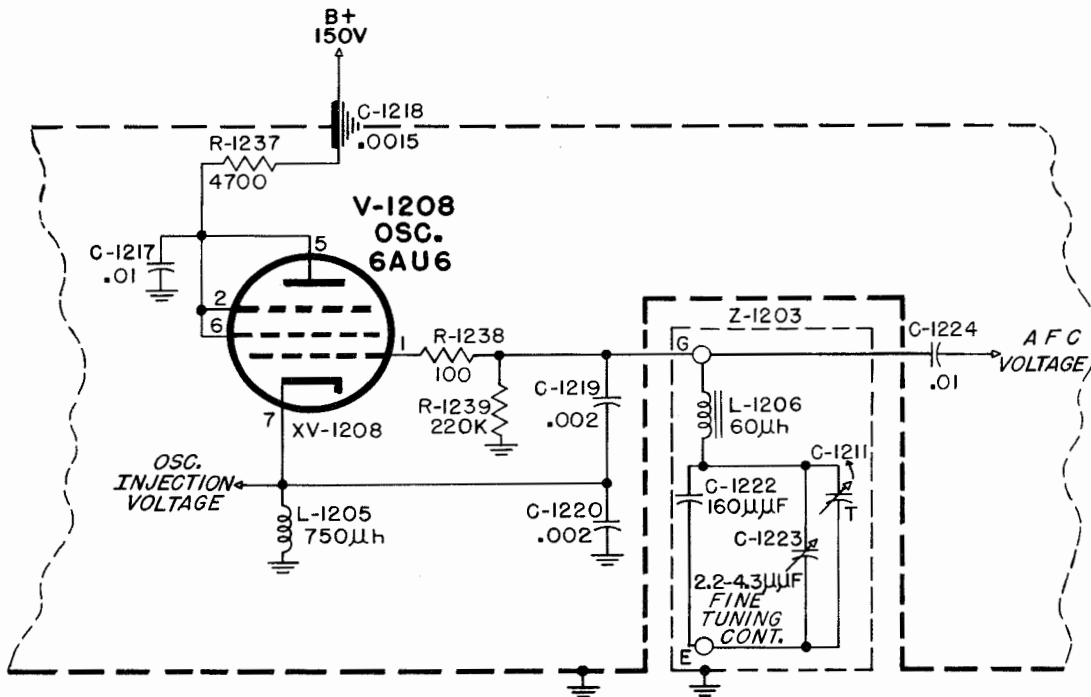 B+
150V
C-1218
.0015
R-1237
4700
V-1208
OSC.
6AU6
C-1217
.01
5
2
6
1
7
XV-1208
R-1238
100
R-1239
220K
C-1219
.002
Z-1203
G
C-1224
.01
AFC
VOLTAGE
L-1206
60μh
C-1211
T
C-1222
160μμF
C-1223
2.2-4.3μμF
FINE
TUNING
CONT.
E
OSC.
INJECTION
VOLTAGE
L-1205
750μh
C-1220
.002